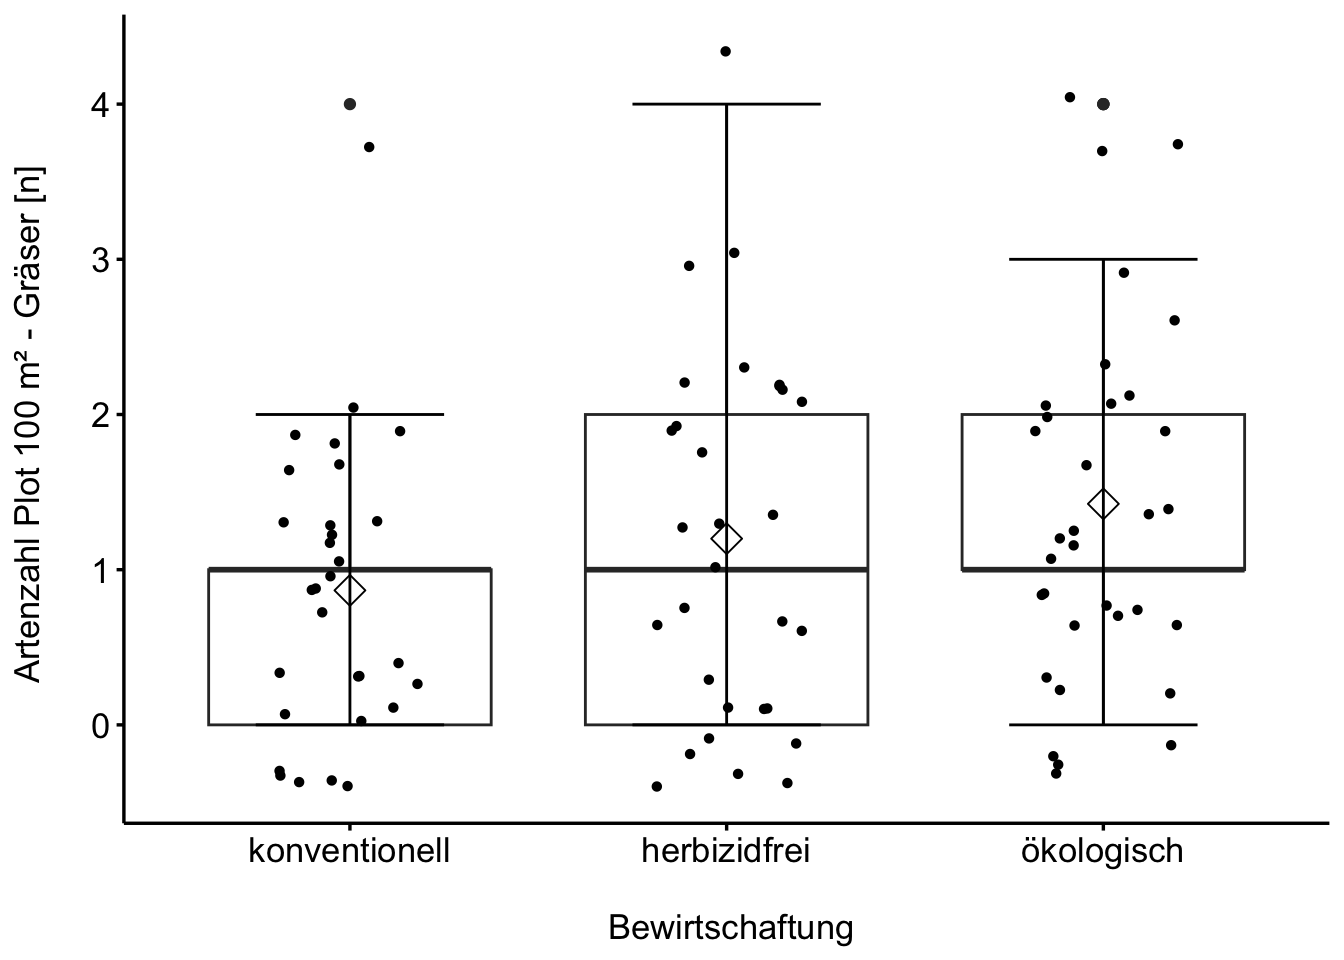 Artenzahl Plot 100 m² - Gräser [n]
4
3
2
1
0
konventionell herbizidfrei ökologisch
Bewirtschaftung